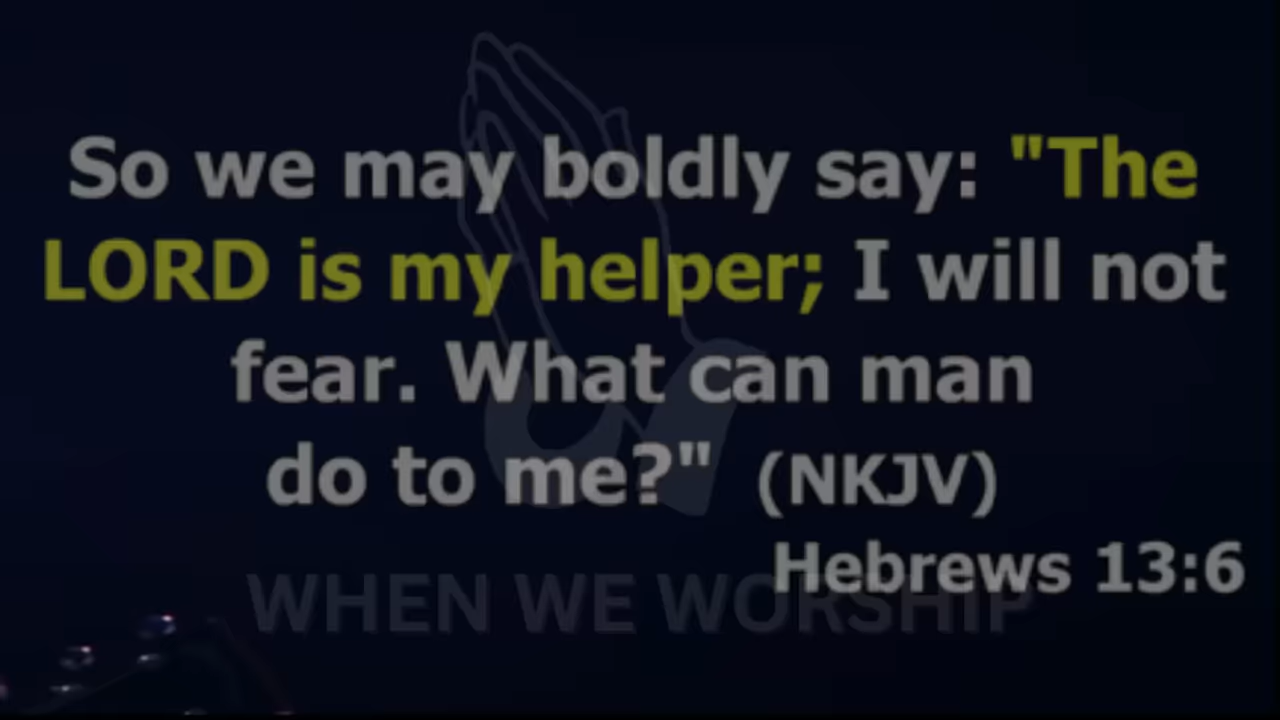 So we may boldly say: "The
LORD is my helper; I will not
fear. What can man
do to me?" (NKJV)
Hebrews 13:6
WHEN WE WORSHIP